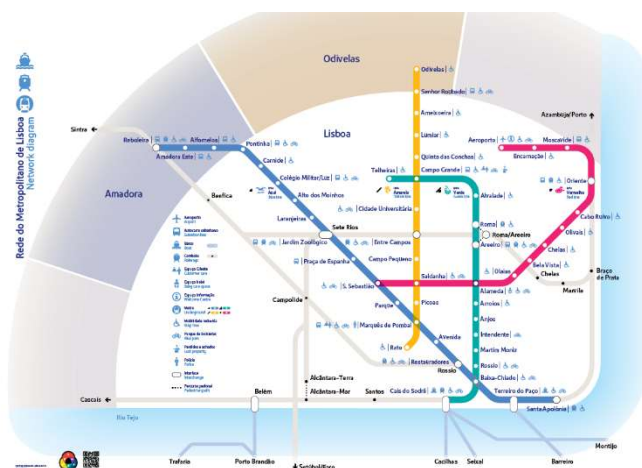 Rede do Metropolitano de Lisboa
Network diagram
Odivelas
Lisboa
Amadora
Sintra
Azambuja/Porto
Odivelas
Senhor Roubado
Ameixoeira
Lumiar
Quinta das Conchas
Campo Grande
Telheiras
Cidade Universitária
Entre Campos
Campo Pequeno
Saldanha
Picoas
Marquês de Pombal
Rato
Reboleira
Amadora Este
Alfornelos
Pontinha
Carnide
Colégio Militar/Luz
Alto dos Moinhos
Laranjeiras
Jardim Zoológico
Sete Rios
Praça de Espanha
S. Sebastião
Parque
Avenida
Restauradores
Rossio
Baixa-Chiado
Terreiro do Paço
Santa Apolónia
Aeroporto
Encarnação
Moscavide
Oriente
Cabo Ruivo
Olivais
Chelas
Bela Vista
Olaias
Alvalade
Roma
Roma/Areeiro
Areeiro
Alameda
Arroios
Anjos
Intendente
Martim Moniz
Rossio
Cais do Sodré
Benfica
Campolide
Chelas
Marvila
Braço
de Prata
Alcântara-Terra
Alcântara-Mar
Santos
Belém
Cascais
Rio Tejo
Trafaria
Porto Brandão
Cacilhas
Seixal
Barreiro
Montijo